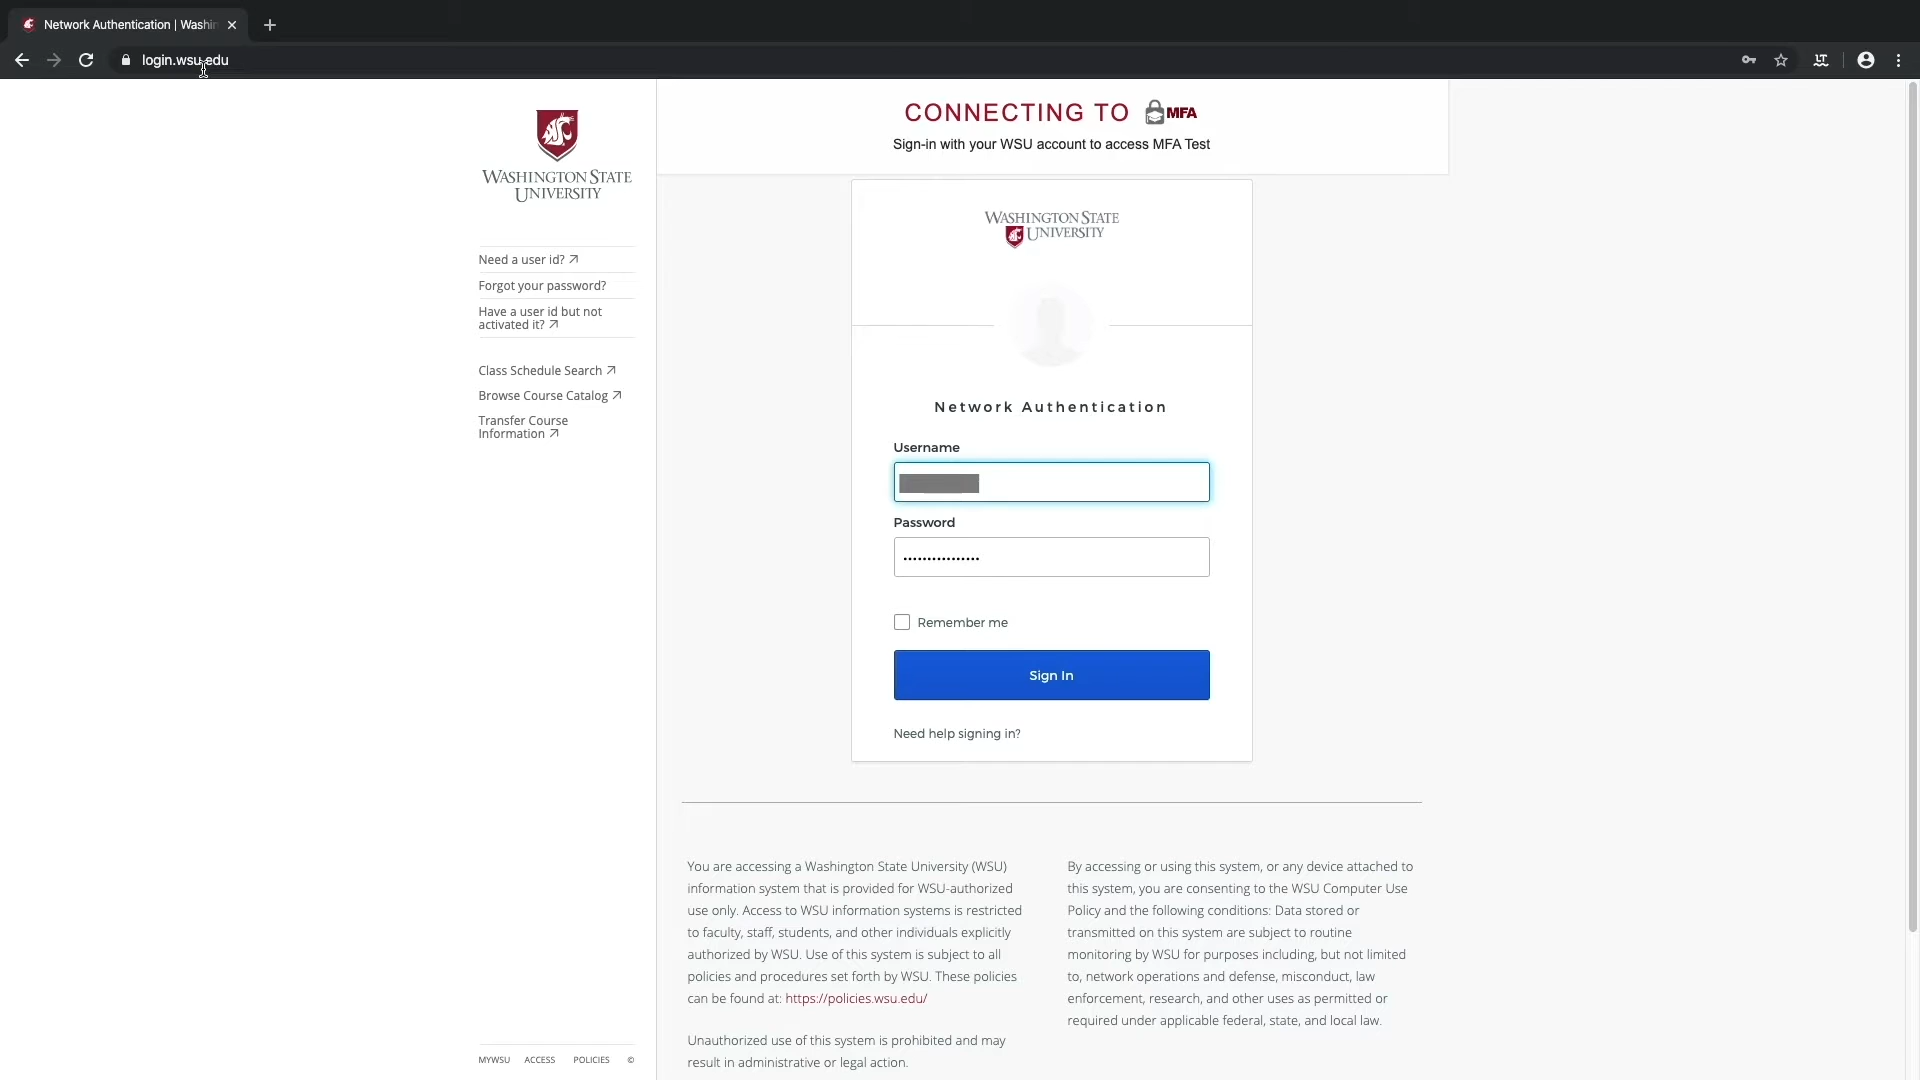 Network Authentication | Washin
login.wsu.edu
WASHINGTON STATE
UNIVERSITY
Need a user id?
Forgot your password?
Have a user id but not
activated it?
Class Schedule Search
Browse Course Catalog
Transfer Course
Information
MYWSU ACCESS POLICIES ©
CONNECTING TO MFA
Sign-in with your WSU account to access MFA Test
WASHINGTON STATE
UNIVERSITY
Network Authentication
Username
Password
Remember me
Sign In
Need help signing in?
You are accessing a Washington State University (WSU)
information system that is provided for WSU-authorized
use only. Access to WSU information systems is restricted
to faculty, staff, students, and other individuals explicitly
authorized by WSU. Use of this system is subject to all
policies and procedures set forth by WSU. These policies
can be found at: https://policies.wsu.edu/
Unauthorized use of this system is prohibited and may
result in administrative or legal action.
By accessing or using this system, or any device attached to
this system, you are consenting to the WSU Computer Use
Policy and the following conditions: Data stored or
transmitted on this system are subject to routine
monitoring by WSU for purposes including, but not limited
to, network operations and defense, misconduct, law
enforcement, research, and other uses as permitted or
required under applicable federal, state, and local law.